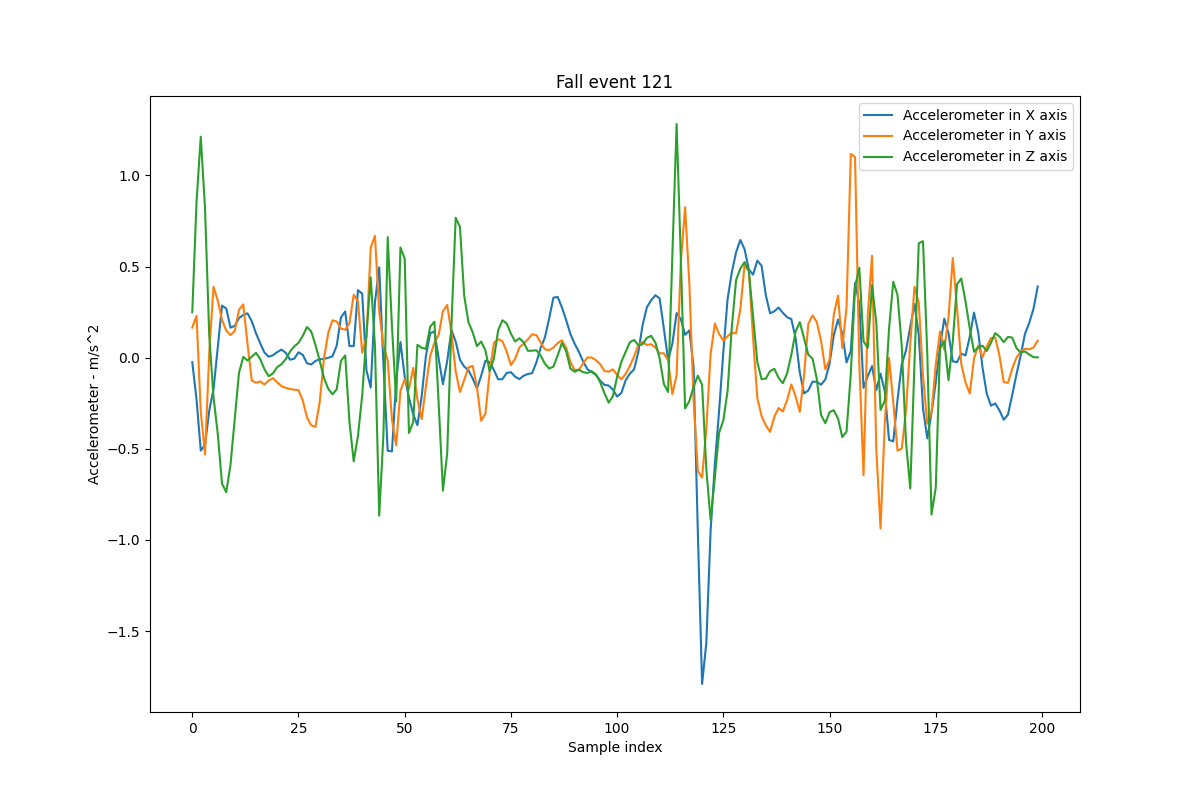 Fall event 121
Accelerometer in X axis
Accelerometer in Y axis
Accelerometer in Z axis
1.0
0.5
0.0
−0.5
−1.0
−1.5
Accelerometer - m/s^2
0 25 50 75 100 125 150 175 200
Sample index